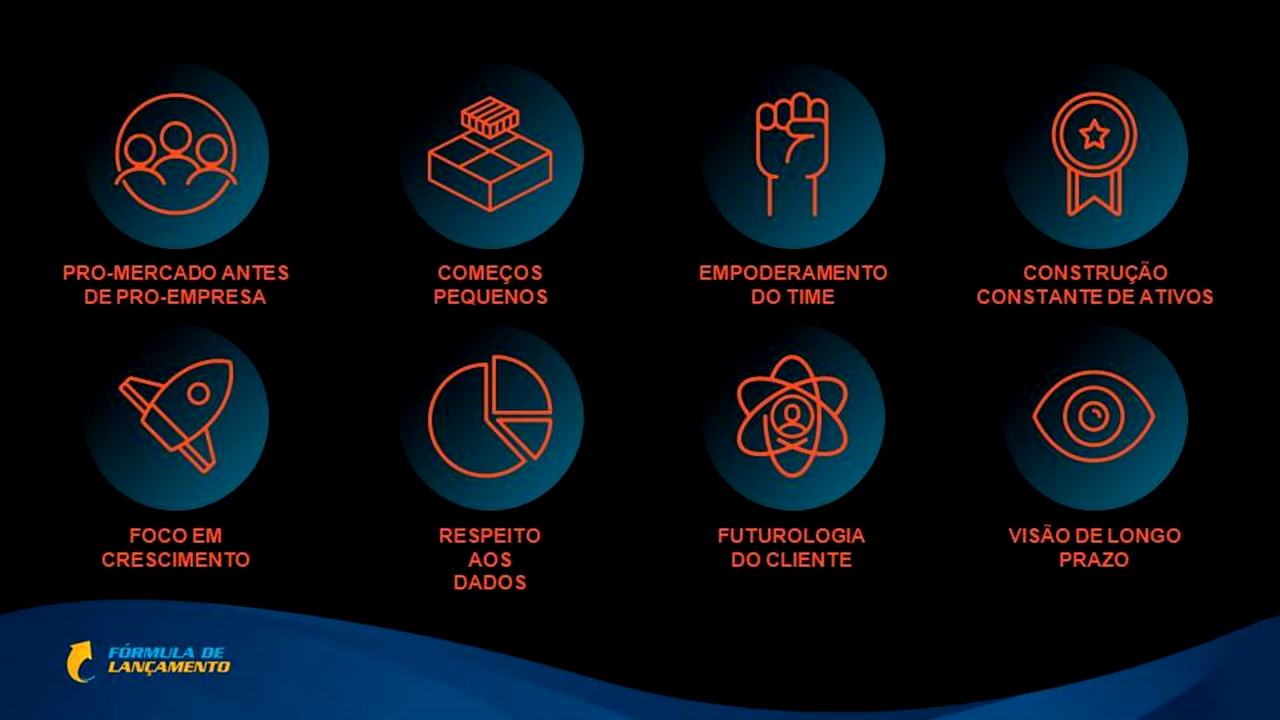 PRO-MERCADO ANTES
DE PRO-EMPRESA
COMEÇOS
PEQUENOS
EMPODERAMENTO
DO TIME
CONSTRUÇÃO
CONSTANTE DE ATIVOS
FOCO EM
CRESCIMENTO
RESPEITO
AOS
DADOS
FUTUROLOGIA
DO CLIENTE
VISÃO DE LONGO
PRAZO
FÓRMULA DE
LANÇAMENTO